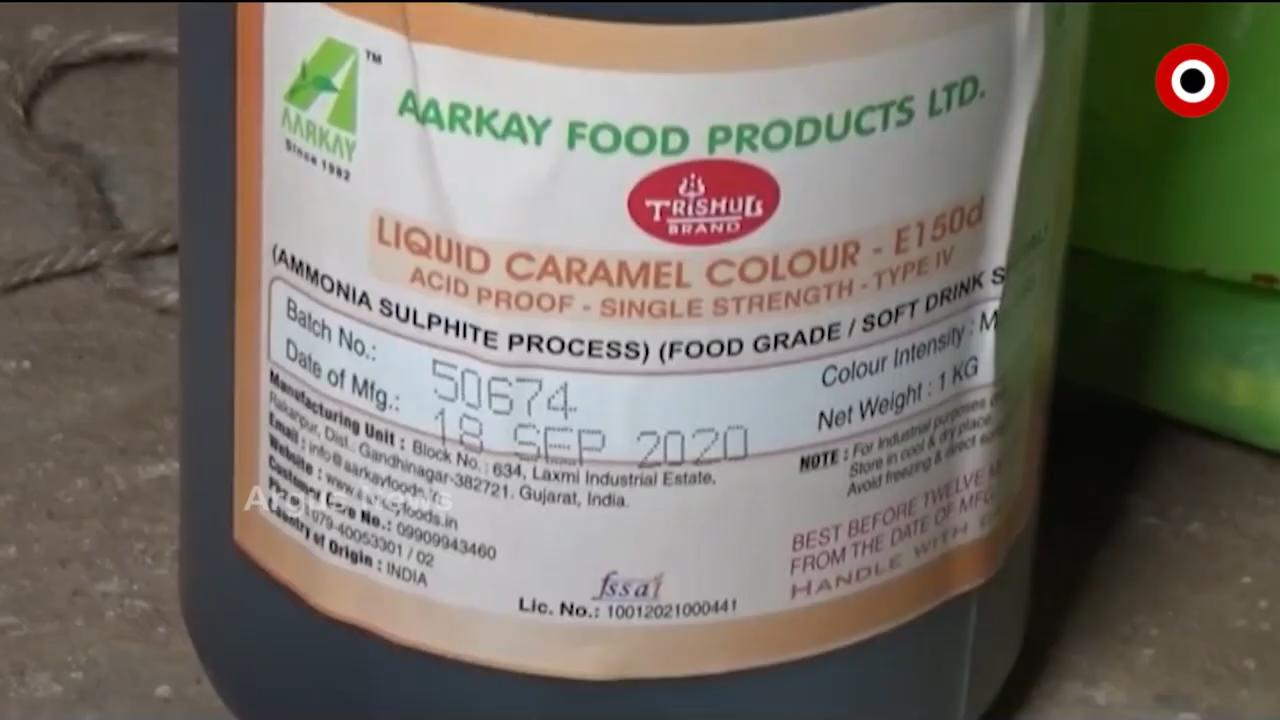 AARKAY
Since 1982
TM
AARKAY FOOD PRODUCTS LTD.
TRISHUL
BRAND
LIQUID CARAMEL COLOUR - E150d
ACID PROOF - SINGLE STRENGTH - TYPE IV
(AMMONIA SULPHITE PROCESS) (FOOD GRADE / SOFT DRINK
Batch No.: 50674
Date of Mfg.: 18 SEP 2020
Colour Intensity :
Net Weight : 1 KG
Manufacturing Unit : Block No. : 634, Laxmi Industrial Estate,
Rakanpur, Dist. Gandhinagar-382721. Gujarat, India.
Email : info@aarkayfoods.in
Website :
Customer Care No.: 09909943460
079-40053301 / 02
Country of Origin : INDIA
NOTE : For Industrial purposes
Store in cool & dry place
Avoid freezing & direct
BEST BEFORE TWELVE
FROM THE DATE OF MFG
HANDLE WITH
fssai
Lic. No.: 10012021000441
Argus News